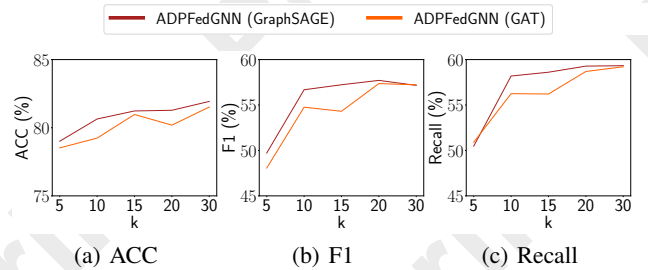 ADPFedGNN (GraphSAGE) ADPFedGNN (GAT)
85
80
75
ACC (%)
5 10 15 20 30
k
(a) ACC
60
55
50
45
F1 (%)
5 10 15 20 30
k
(b) F1
60
55
50
45
Recall (%)
5 10 15 20 30
k
(c) Recall